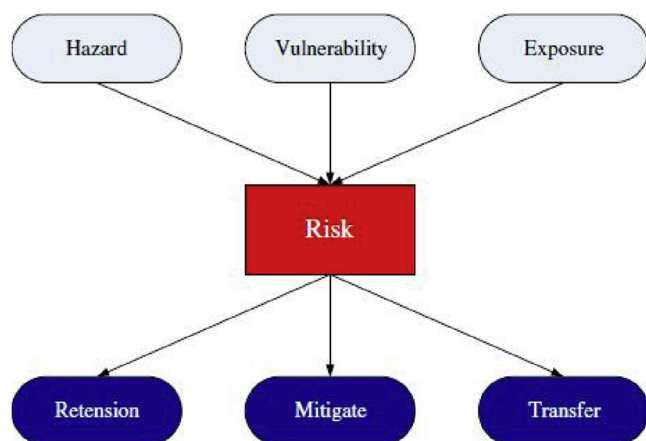 Hazard
Vulnerability
Exposure
Risk
Retension
Mitigate
Transfer